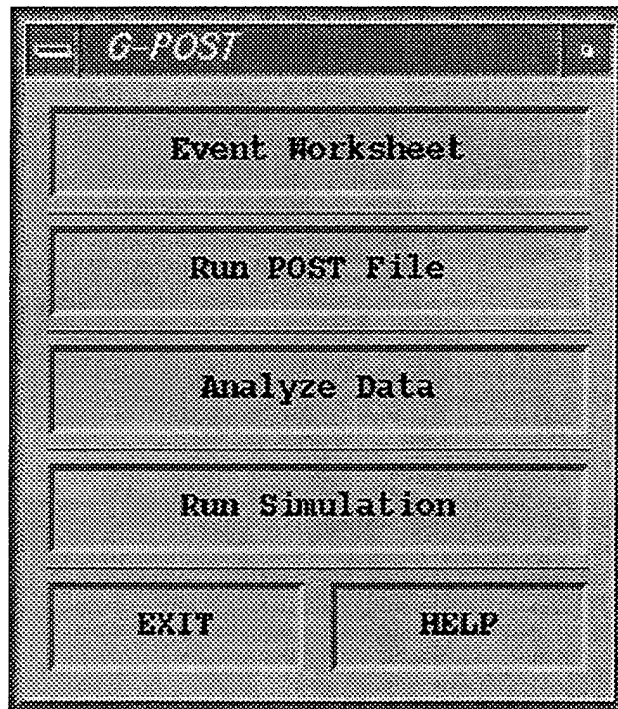 G-POST
Event Worksheet
Run POST File
Analyze Data
Run Simulation
EXIT HELP